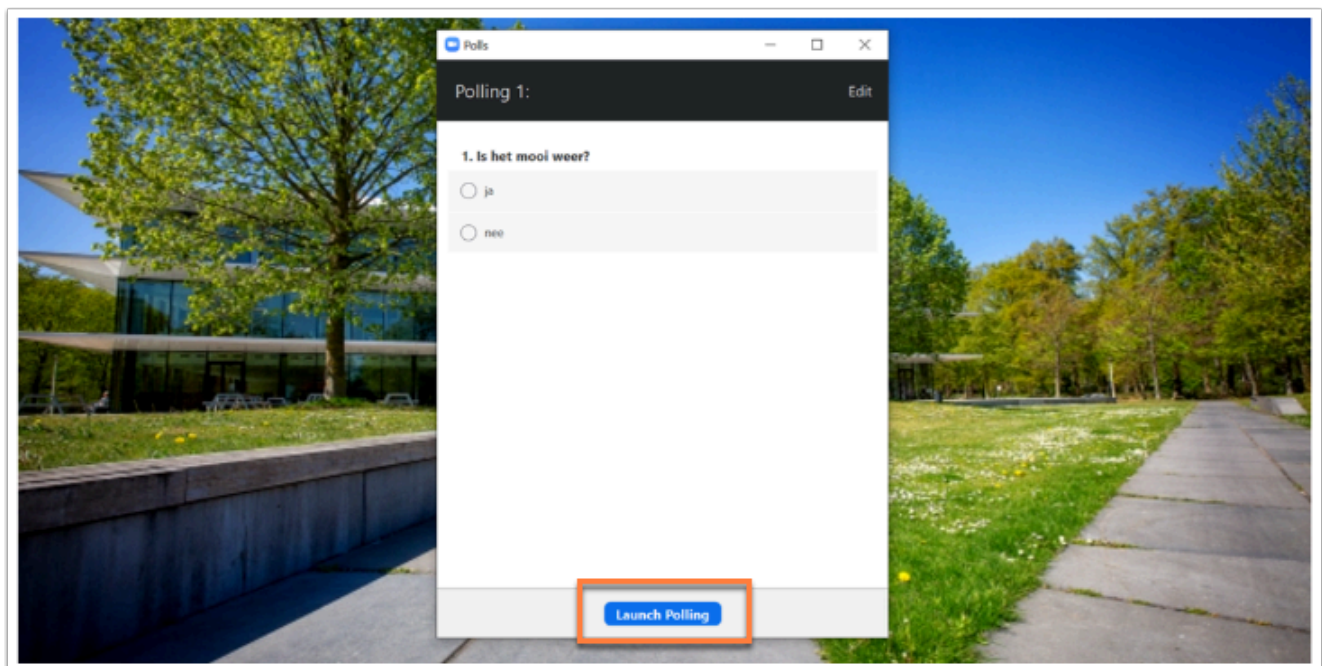 Polls
Polling 1:
Edit
1. Is het mooi weer?
ja
nee
Launch Polling